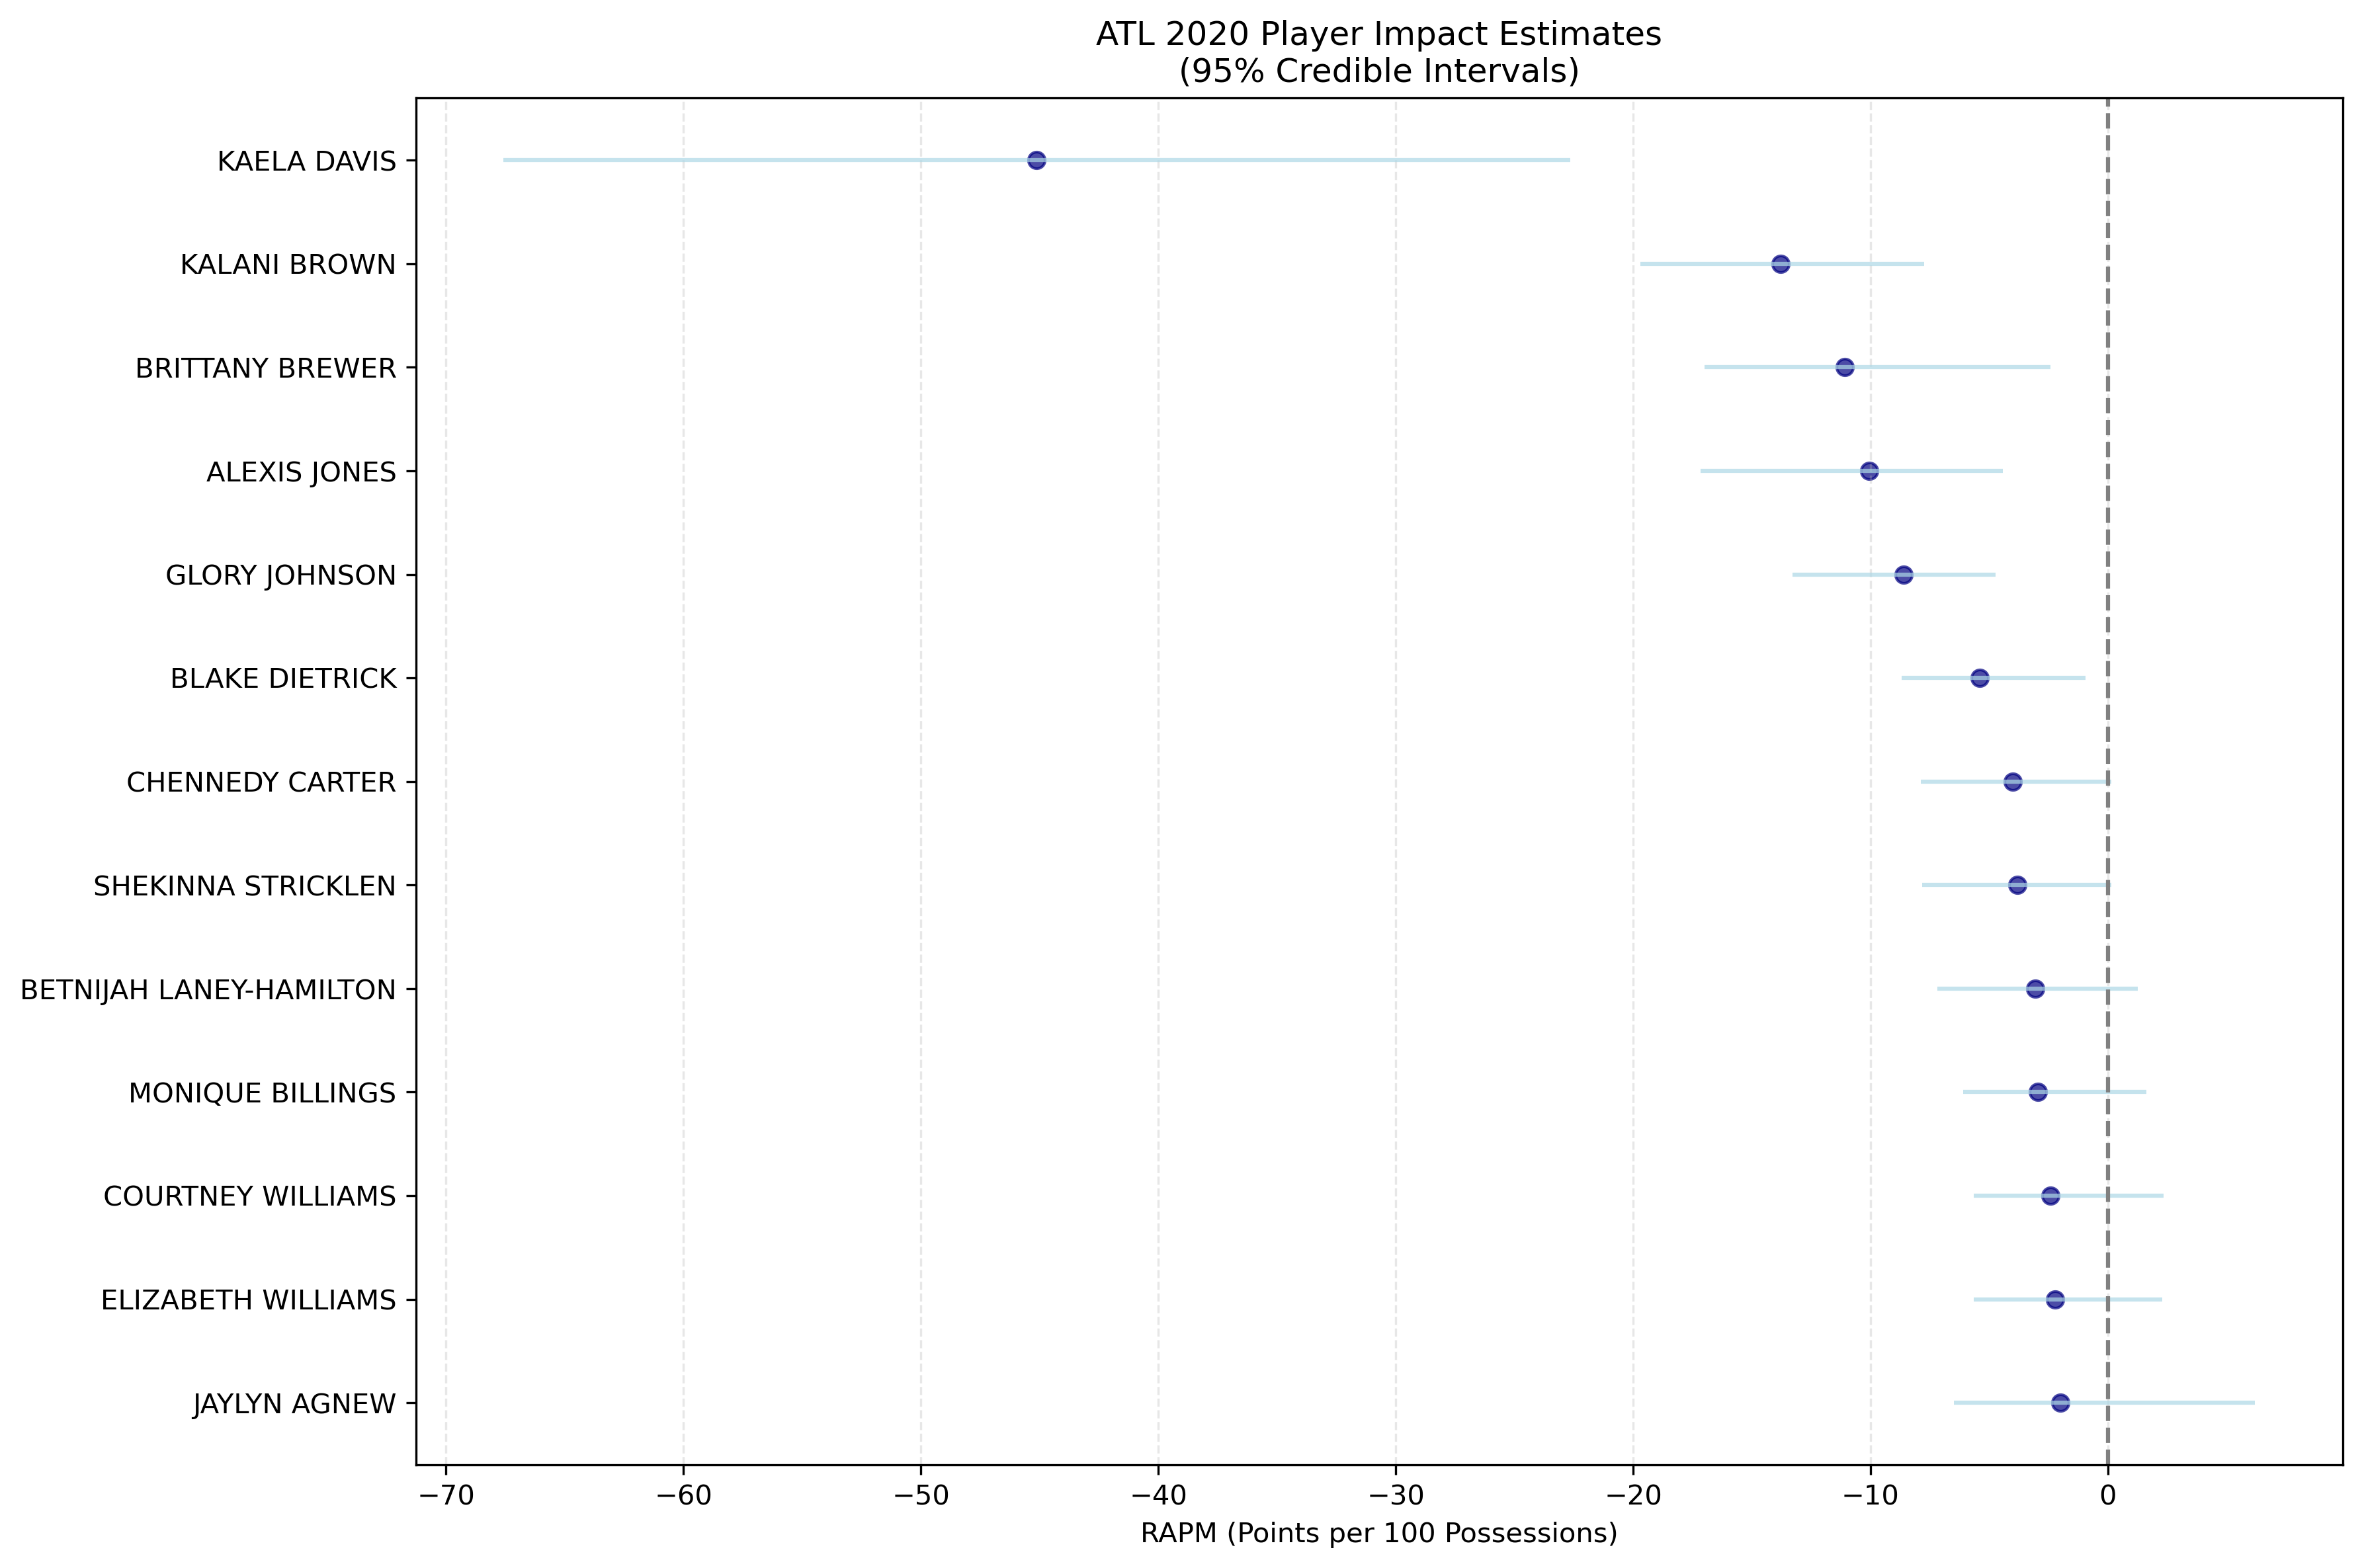 ATL 2020 Player Impact Estimates
(95% Credible Intervals)
KAELA DAVIS
KALANI BROWN
BRITTANY BREWER
ALEXIS JONES
GLORY JOHNSON
BLAKE DIETRICK
CHENNEDY CARTER
SHEKINNA STRICKLEN
BETNIJAH LANEY-HAMILTON
MONIQUE BILLINGS
COURTNEY WILLIAMS
ELIZABETH WILLIAMS
JAYLYN AGNEW
−70 −60 −50 −40 −30 −20 −10 0
RAPM (Points per 100 Possessions)